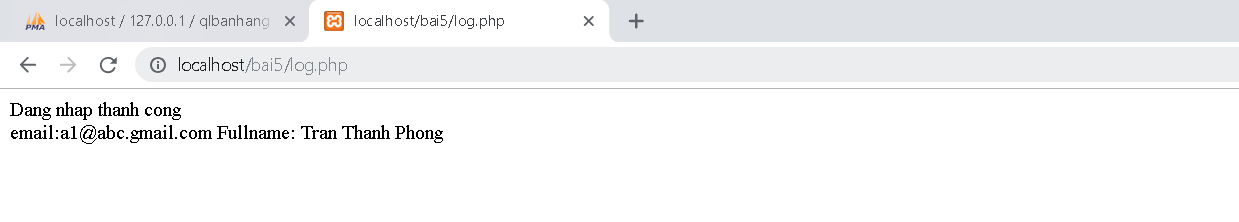 PMA
localhost / 127.0.0.1 / qlbanhang
localhost/bai5/log.php
localhost/bai5/log.php
Dang nhap thanh cong
email:a1@abc.gmail.com Fullname: Tran Thanh Phong